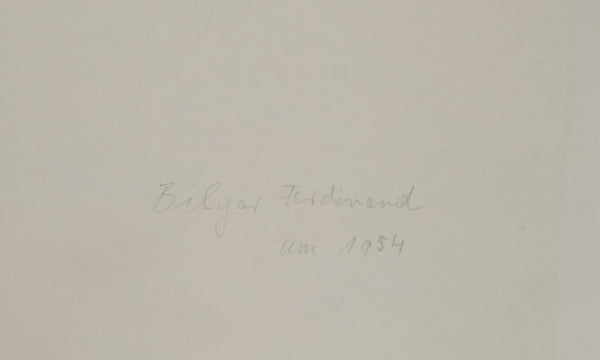 Bilger Ferdinand
um 1954